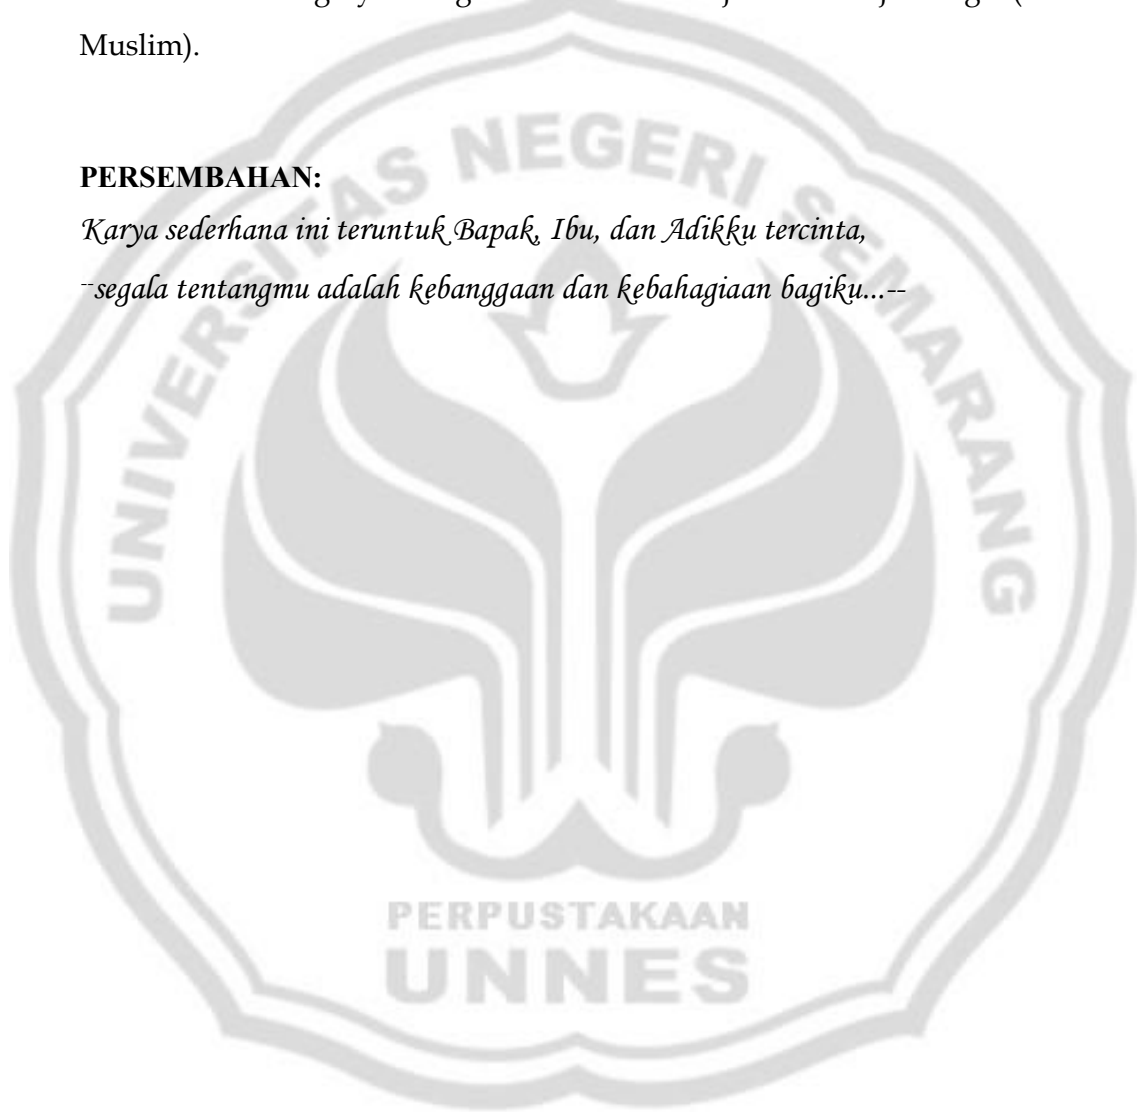 Muslim).
PERSEMBAHAN:
Karya sederhana ini teruntuk Bapak, Ibu, dan Adikku tercinta,
--segala tentangmu adalah kebanggaan dan kebahagiaan bagiku...--
UNIVERSITAS NEGERI SEMARANG
PERPUSTAKAAN
UNNES